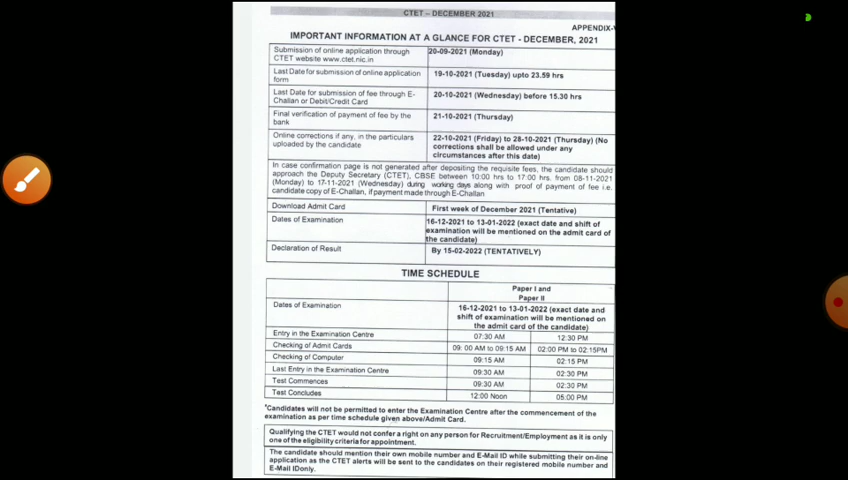 CTET – DECEMBER 2021
APPENDIX-
IMPORTANT INFORMATION AT A GLANCE FOR CTET - DECEMBER, 2021
Submission of online application through
CTET website www.ctet.nic.in
20-09-2021 (Monday)
Last Date for submission of online application
form
19-10-2021 (Tuesday) upto 23.59 hrs
Last Date for submission of fee through E-
Challan or Debit/Credit Card
20-10-2021 (Wednesday) before 15.30 hrs
Final verification of payment of fee by the
bank
21-10-2021 (Thursday)
Online corrections if any, in the particulars
uploaded by the candidate
22-10-2021 (Friday) to 28-10-2021 (Thursday) (No
corrections shall be allowed under any
circumstances after this date)
In case confirmation page is not generated after depositing the requisite fees, the candidate should
approach the Deputy Secretary (CTET), CBSE between 10:00 hrs to 17:00 hrs. from 08-11-2021
(Monday) to 17-11-2021 (Wednesday) during working days along with proof of payment of fee i.e.
candidate copy of E-Challan, if payment made through E-Challan
Download Admit Card
First week of December 2021 (Tentative)
Dates of Examination
16-12-2021 to 13-01-2022 (exact date and shift of
examination will be mentioned on the admit card of
the candidate)
Declaration of Result
By 15-02-2022 (TENTATIVELY)
TIME SCHEDULE
Paper I and
Paper II
Dates of Examination
16-12-2021 to 13-01-2022 (exact date and
shift of examination will be mentioned on
the admit card of the candidate)
Entry in the Examination Centre
07:30 AM
12:30 PM
Checking of Admit Cards
09: 00 AM to 09:15 AM
02:00 PM to 02:15PM
Checking of Computer
09:15 AM
02:15 PM
Last Entry in the Examination Centre
09:30 AM
02:30 PM
Test Commences
09:30 AM
02:30 PM
Test Concludes
12:00 Noon
05:00 PM
*Candidates will not be permitted to enter the Examination Centre after the commencement of the
examination as per time schedule given above/Admit Card.
Qualifying the CTET would not confer a right on any person for Recruitment/Employment as it is only
one of the eligibility criteria for appointment.
The candidate should mention their own mobile number and E-Mail ID while submitting their on-line
application as the CTET alerts will be sent to the candidates on their registered mobile number and
E-Mail IDonly.